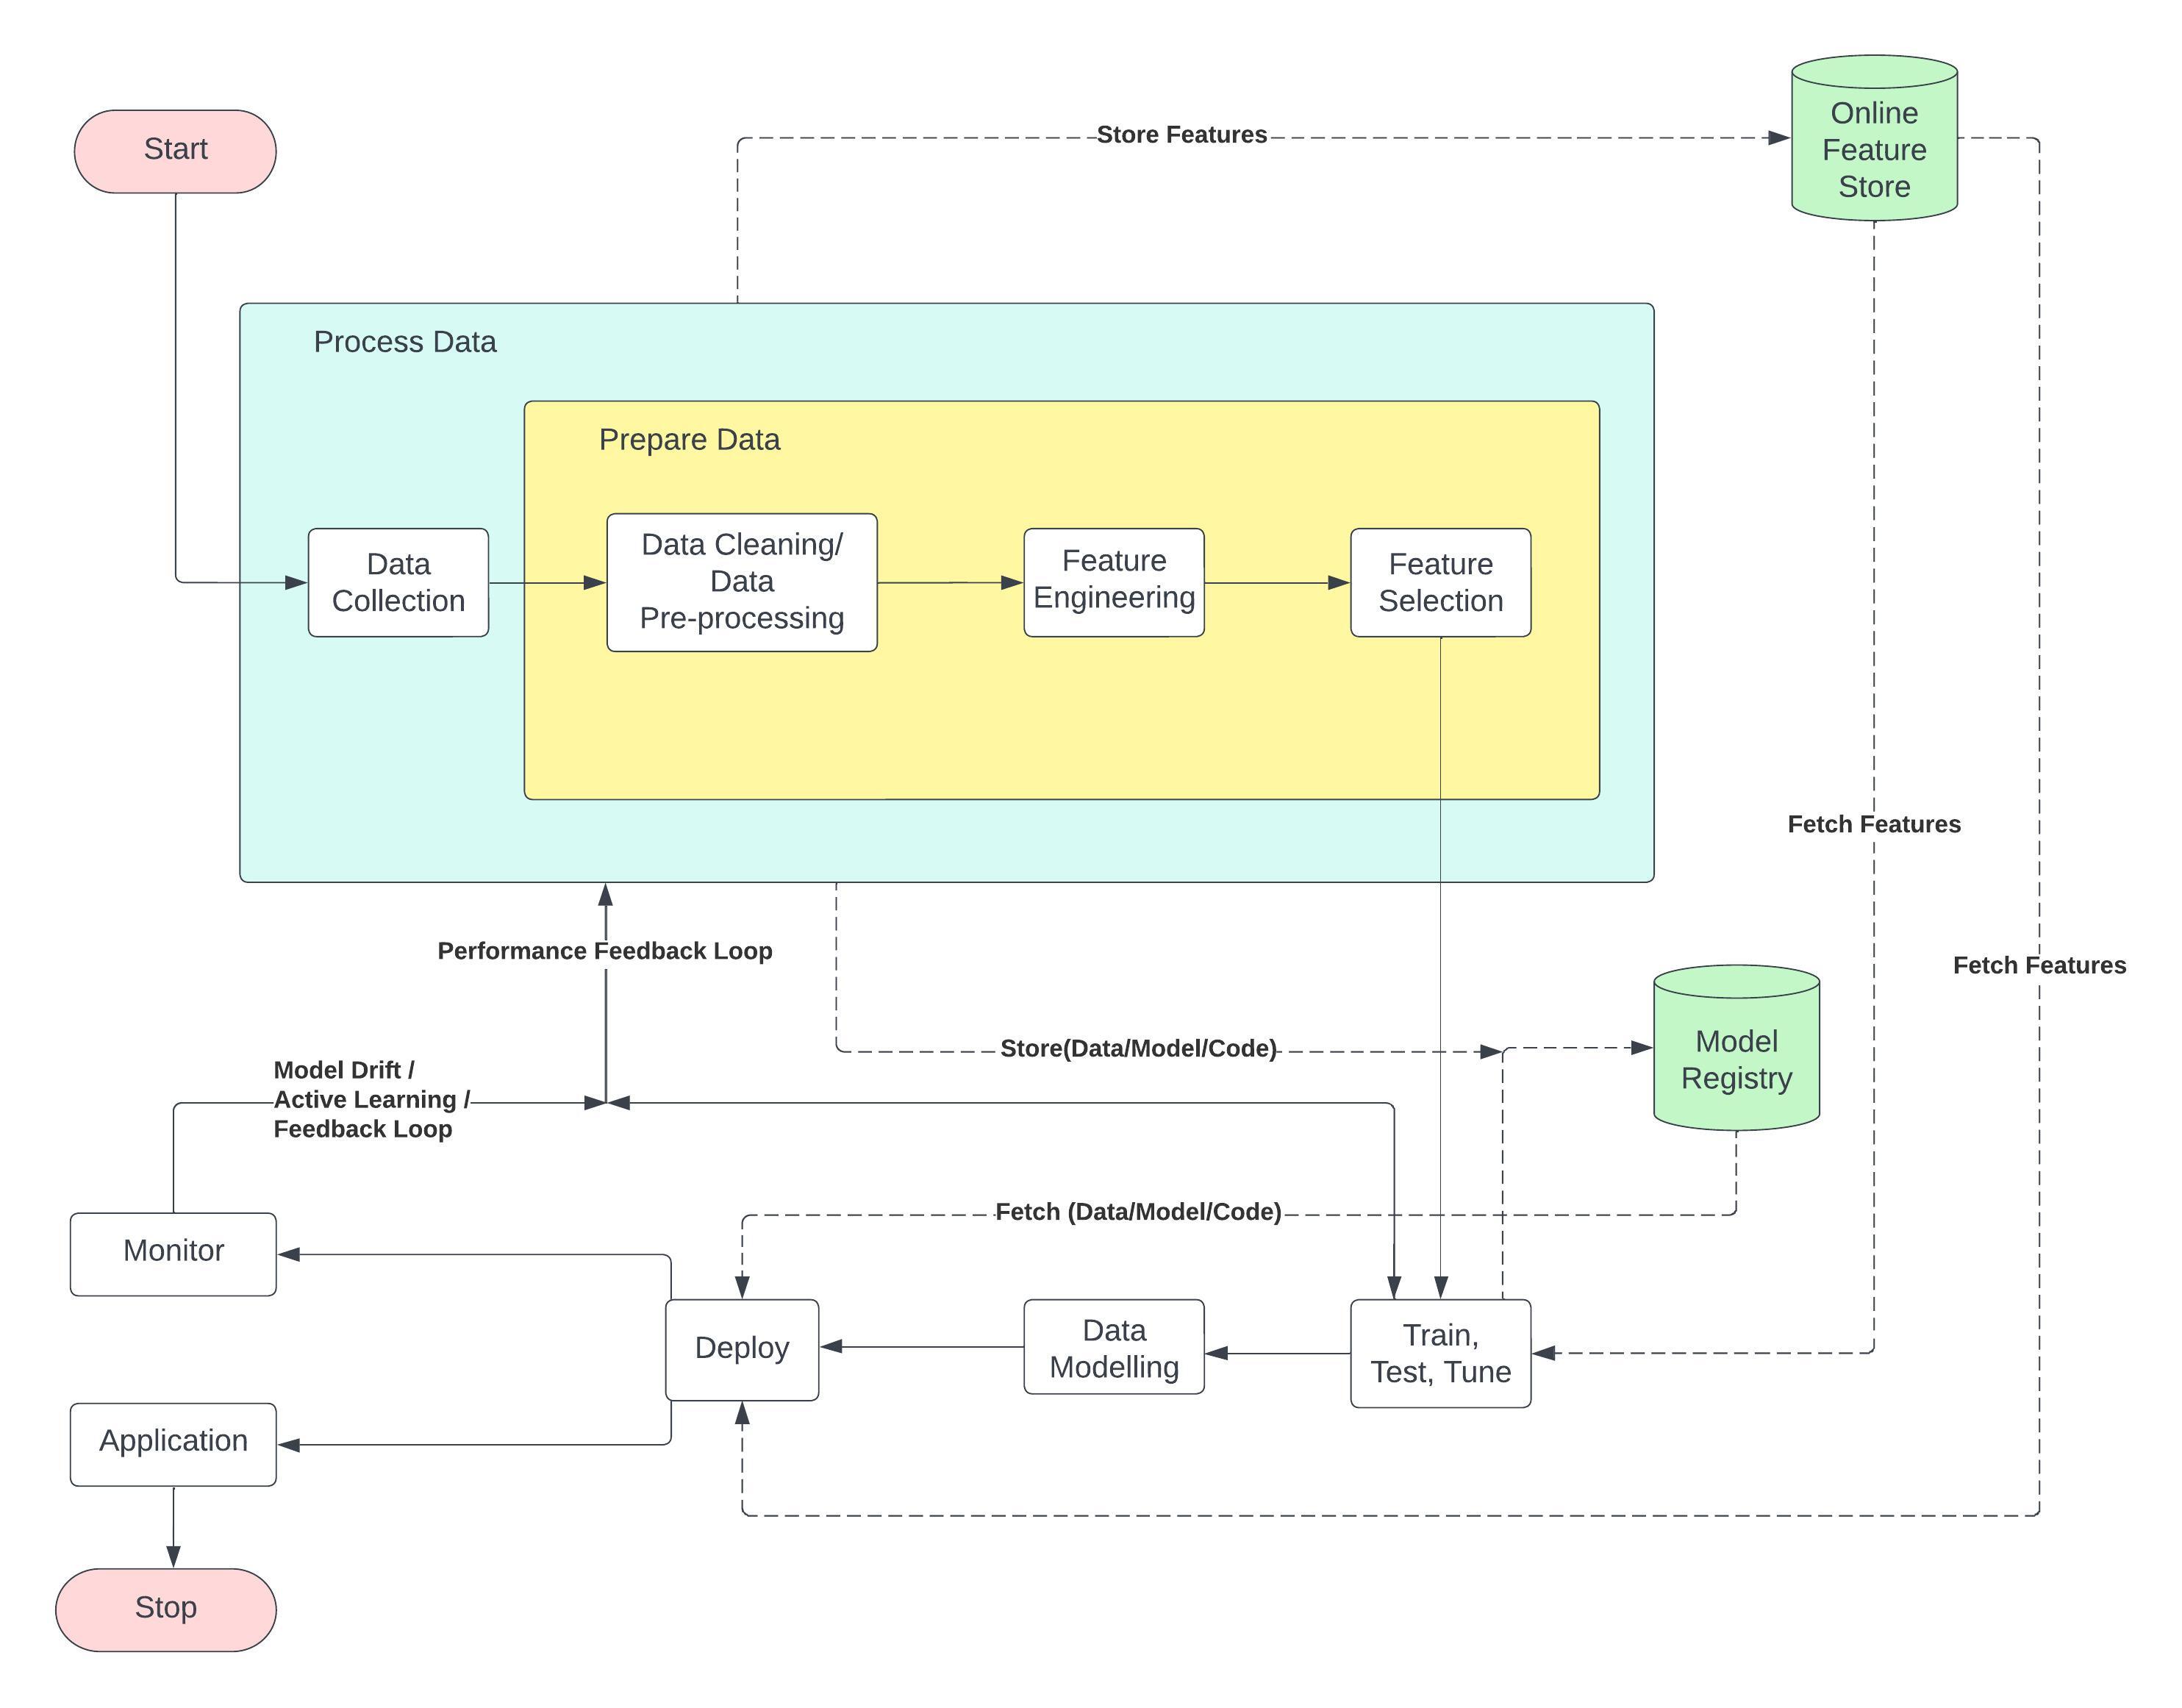 Start
Store Features
Online
Feature
Store
Process Data
Prepare Data
Data
Collection
Data Cleaning/
Data
Pre-processing
Feature
Engineering
Feature
Selection
Fetch Features
Performance Feedback Loop
Fetch Features
Store(Data/Model/Code)
Model
Registry
Model Drift /
Active Learning /
Feedback Loop
Fetch (Data/Model/Code)
Monitor
Deploy
Data
Modelling
Train,
Test, Tune
Application
Stop